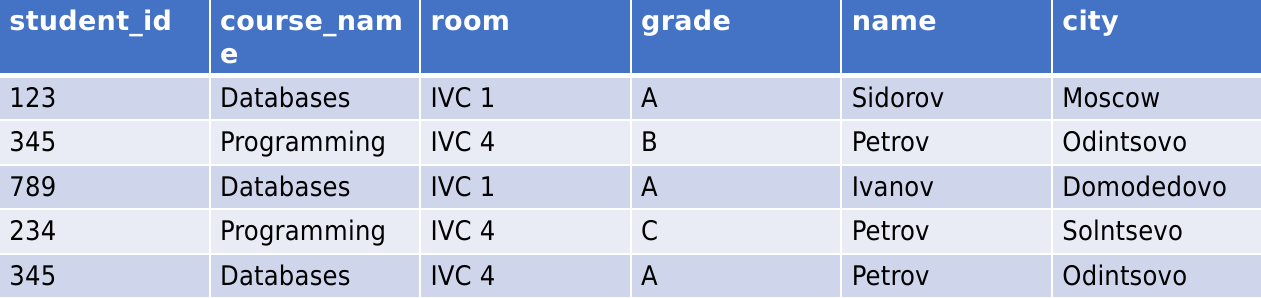 student_id course_nam room grade name city
e
123 Databases IVC 1 A Sidorov Moscow
345 Programming IVC 4 B Petrov Odintsovo
789 Databases IVC 1 A Ivanov Domodedovo
234 Programming IVC 4 C Petrov Solntsevo
345 Databases IVC 4 A Petrov Odintsovo